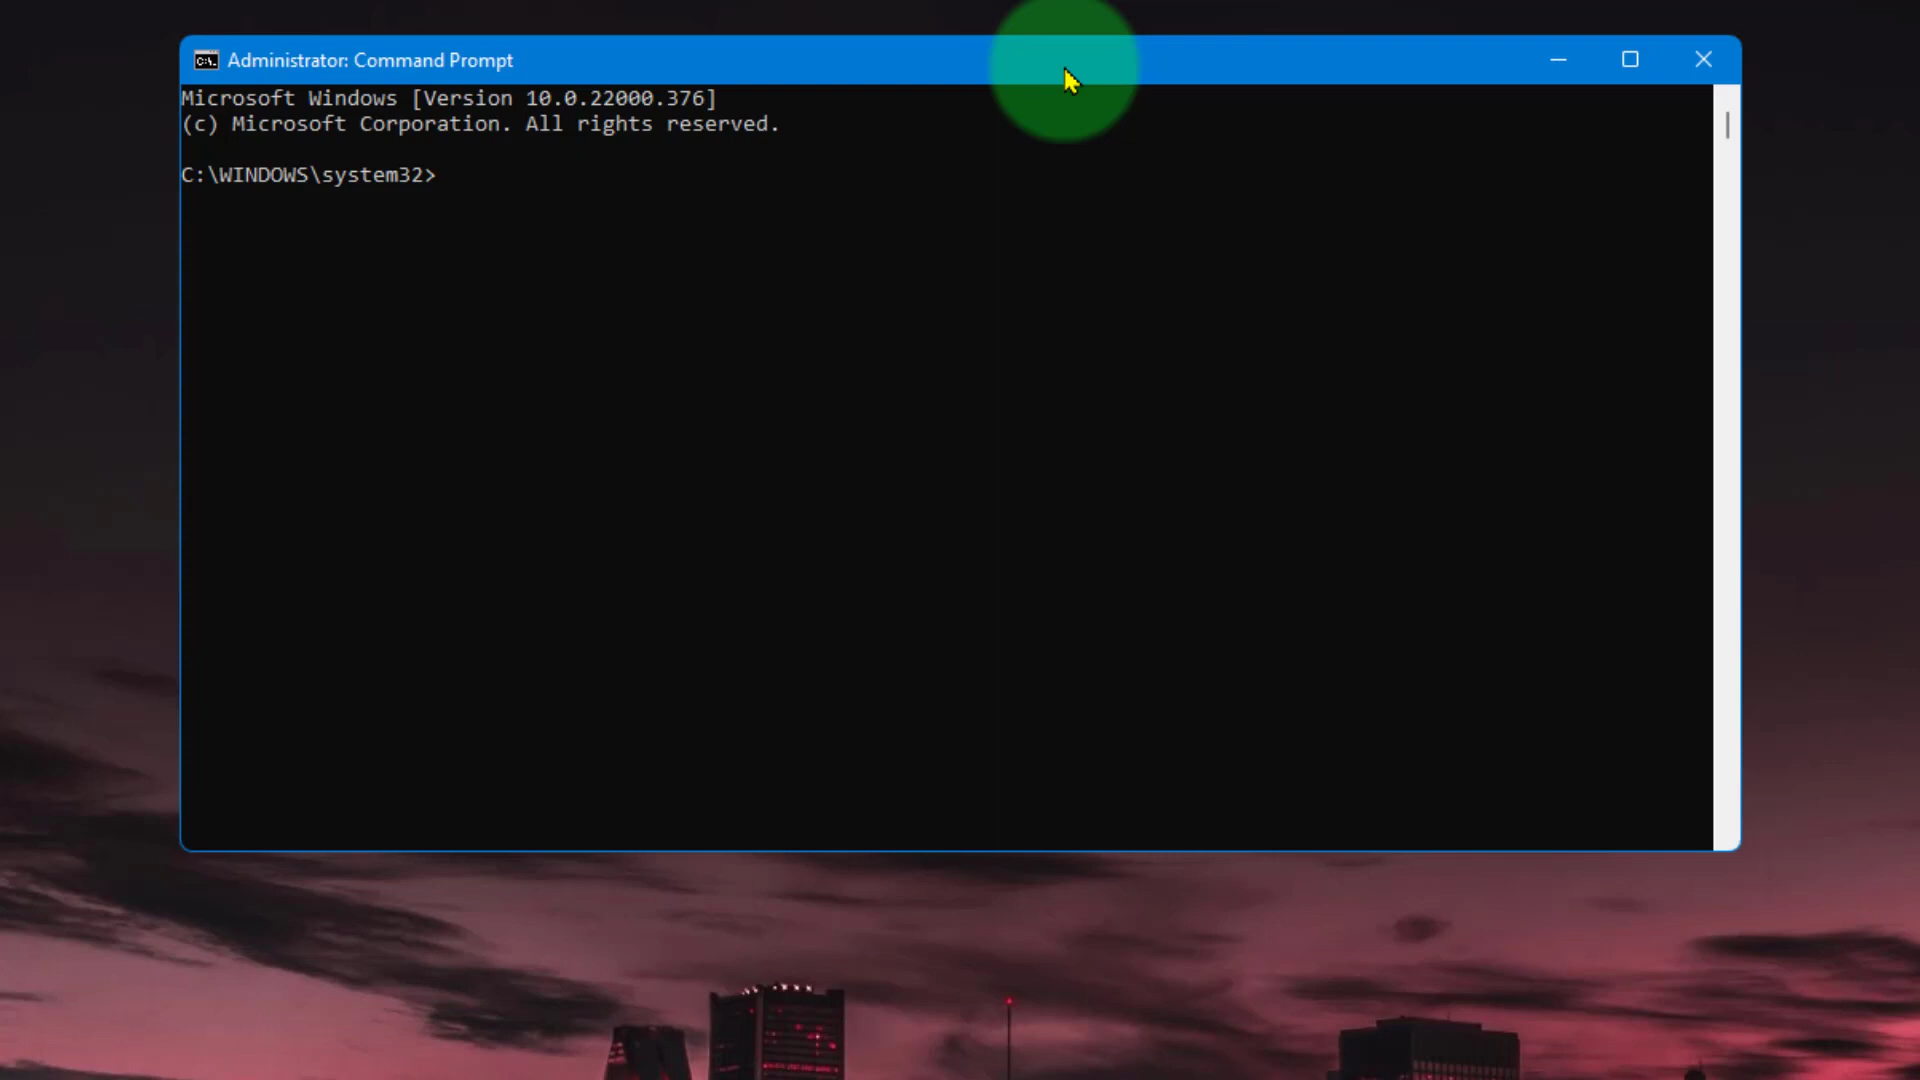 Administrator: Command Prompt
Microsoft Windows [Version 10.0.22000.376]
(c) Microsoft Corporation. All rights reserved.
C:\WINDOWS\system32>